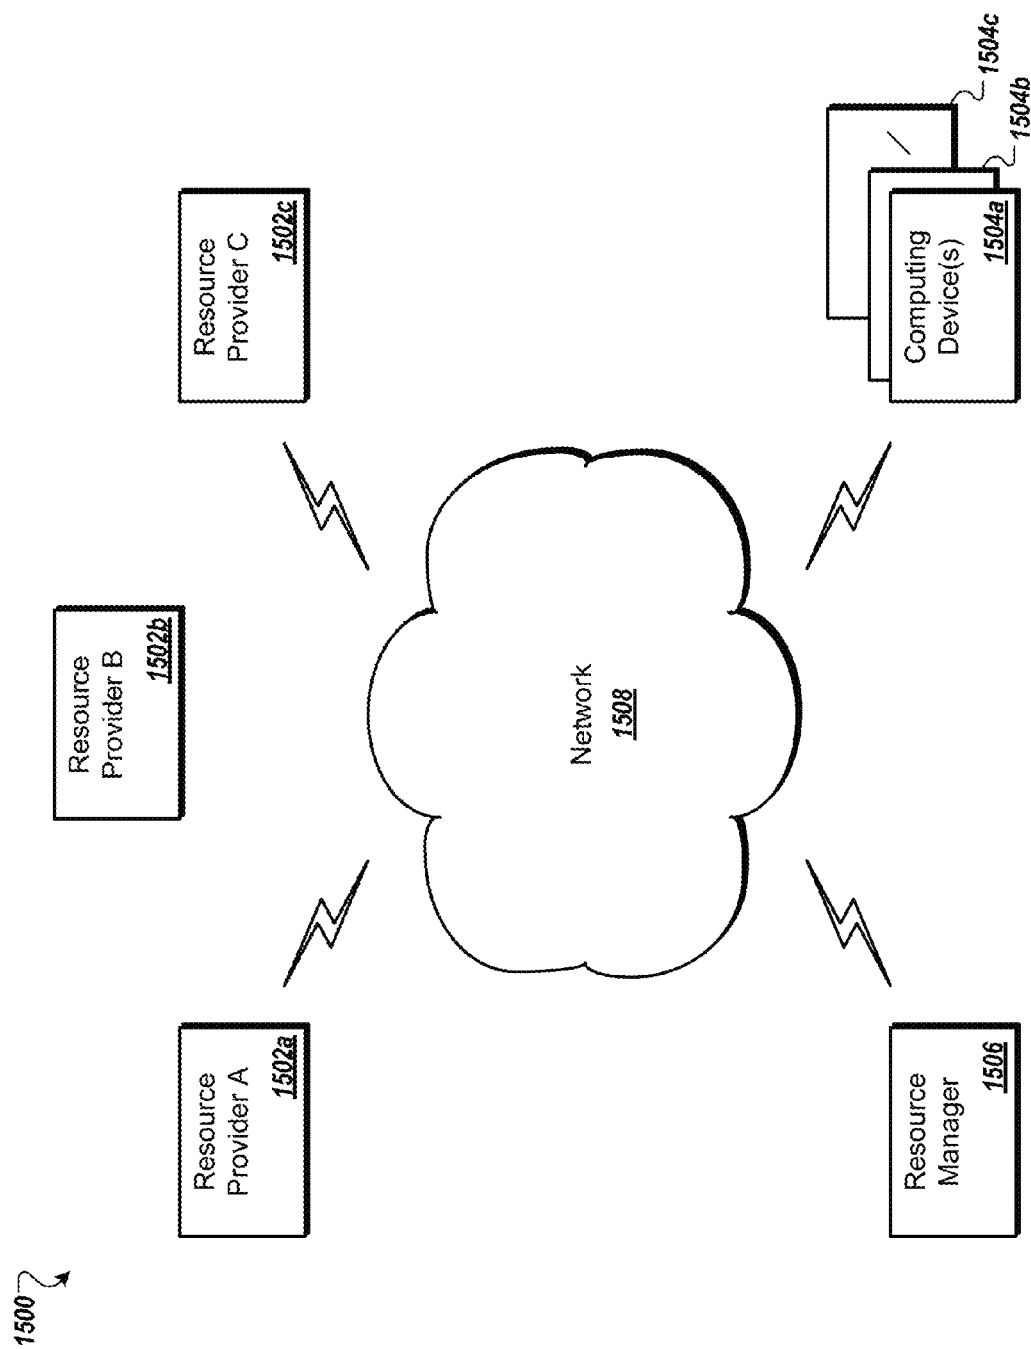 1500
Resource
Provider B
1502b
Resource
Provider A
1502a
Resource
Provider C
1502c
Network
1508
Resource
Manager
1506
Computing
Device(s)
1504a
1504b
1504c